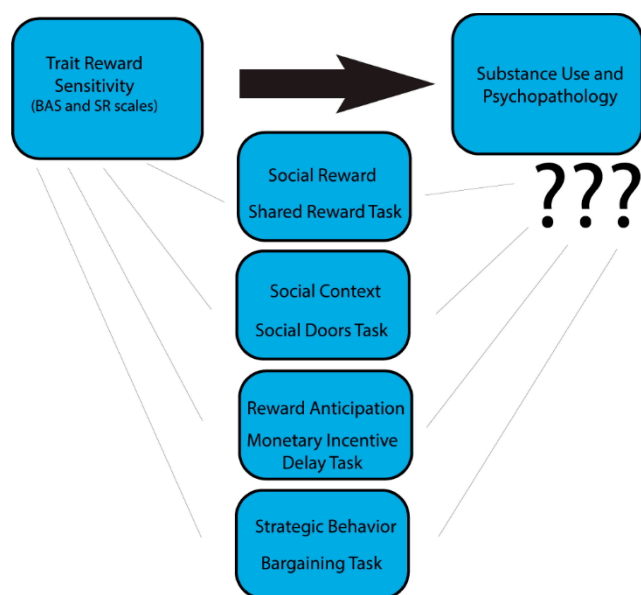 Trait Reward
Sensitivity
(BAS and SR scales)
Substance Use and
Psychopathology
???
Social Reward
Shared Reward Task
Social Context
Social Doors Task
Reward Anticipation
Monetary Incentive
Delay Task
Strategic Behavior
Bargaining Task